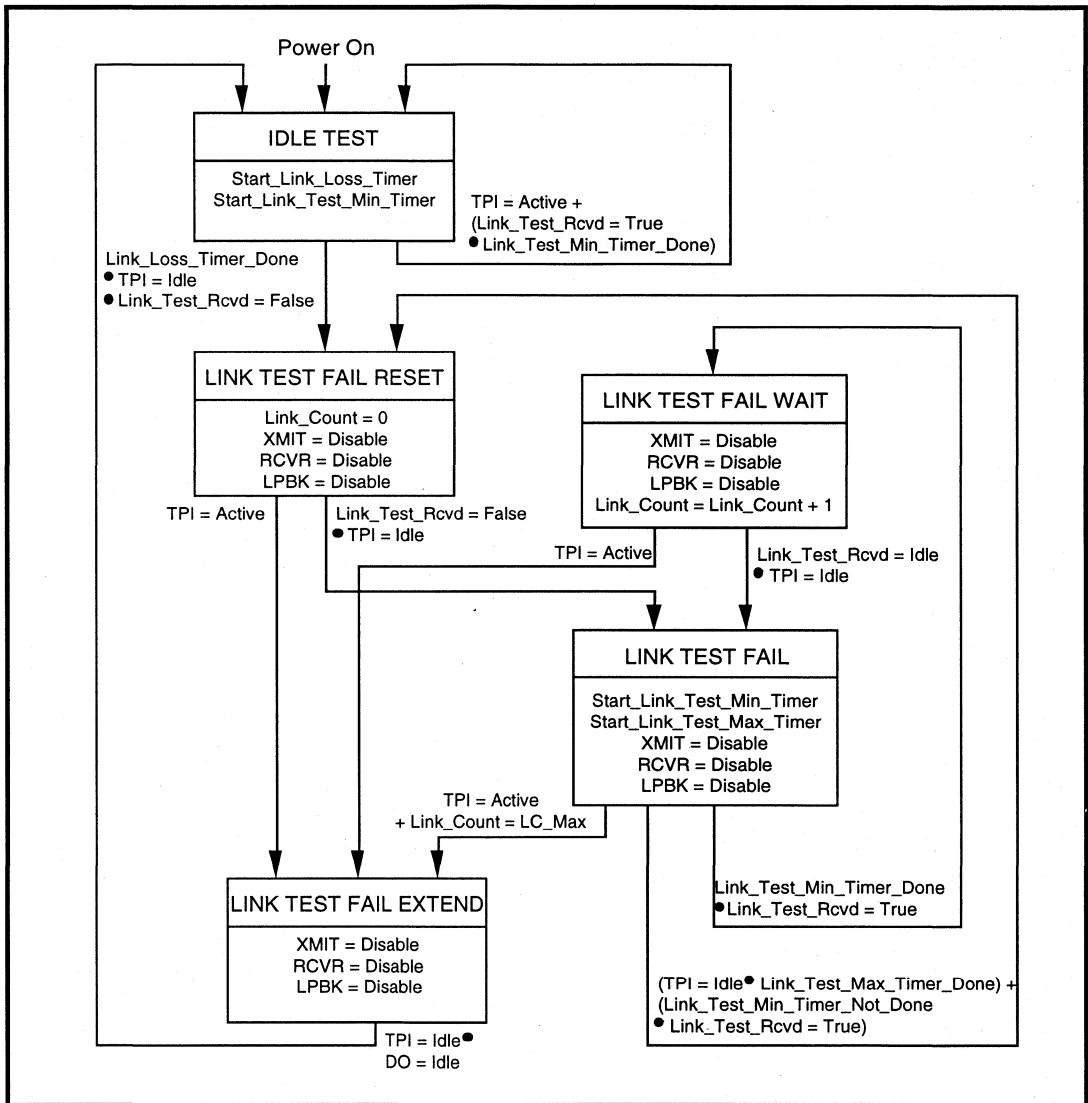 Power On
IDLE TEST
Start_Link_Loss_Timer
Start_Link_Test_Min_Timer
TPI = Active +
(Link_Test_Rcvd = True
● Link_Test_Min_Timer_Done)
Link_Loss_Timer_Done
● TPI = Idle
● Link_Test_Rcvd = False
LINK TEST FAIL RESET
Link_Count = 0
XMIT = Disable
RCVR = Disable
LPBK = Disable
LINK TEST FAIL WAIT
XMIT = Disable
RCVR = Disable
LPBK = Disable
Link_Count = Link_Count + 1
TPI = Active
Link_Test_Rcvd = False
● TPI = Idle
TPI = Active
Link_Test_Rcvd = Idle
● TPI = Idle
LINK TEST FAIL
Start_Link_Test_Min_Timer
Start_Link_Test_Max_Timer
XMIT = Disable
RCVR = Disable
LPBK = Disable
TPI = Active
+ Link_Count = LC_Max
LINK TEST FAIL EXTEND
XMIT = Disable
RCVR = Disable
LPBK = Disable
Link_Test_Min_Timer_Done
● Link_Test_Rcvd = True
(TPI = Idle ● Link_Test_Max_Timer_Done) +
(Link_Test_Min_Timer_Not_Done
● Link_Test_Rcvd = True)
TPI = Idle ●
DO = Idle